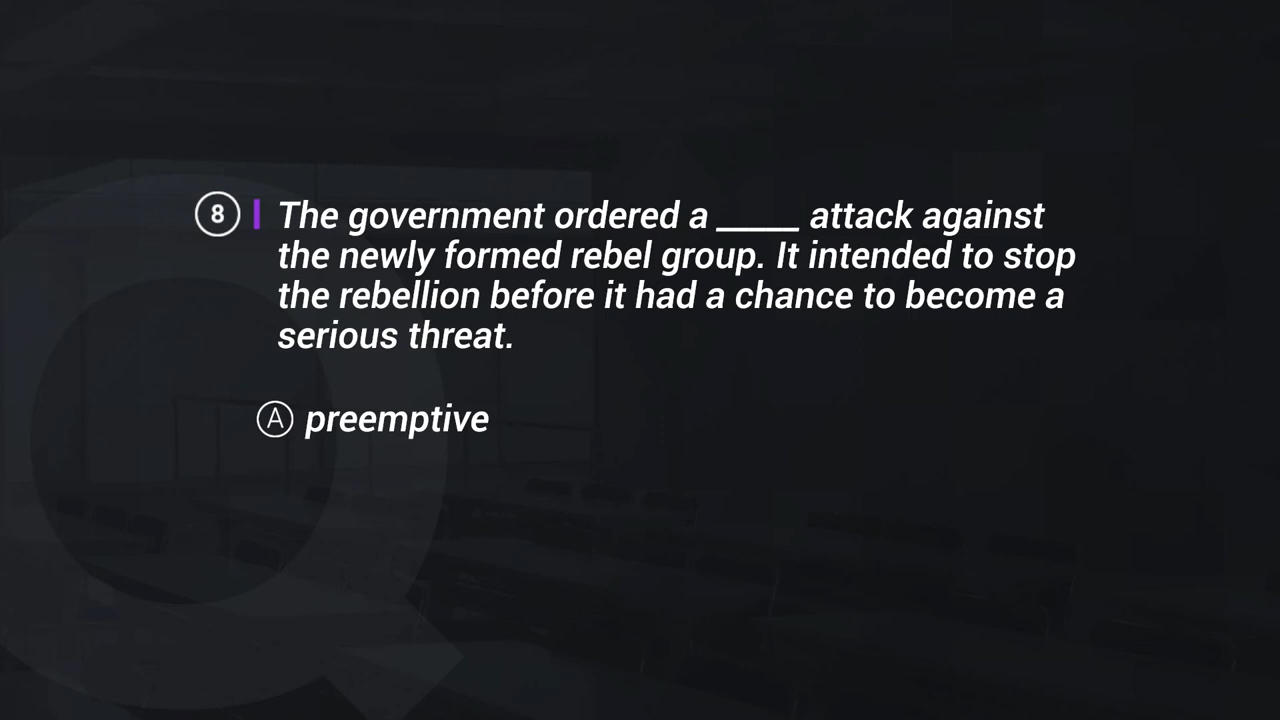 8 The government ordered a _____ attack against
the newly formed rebel group. It intended to stop
the rebellion before it had a chance to become a
serious threat.
A preemptive